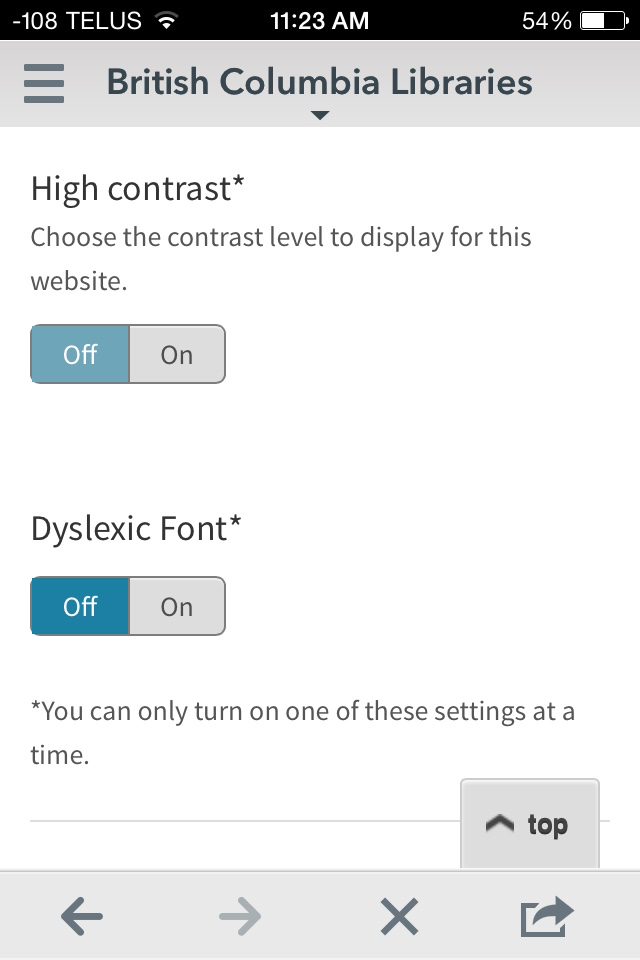 -108 TELUS 11:23 AM 54%
British Columbia Libraries
High contrast*
Choose the contrast level to display for this
website.
Off On
Dyslexic Font*
Off On
*You can only turn on one of these settings at a
time.
top